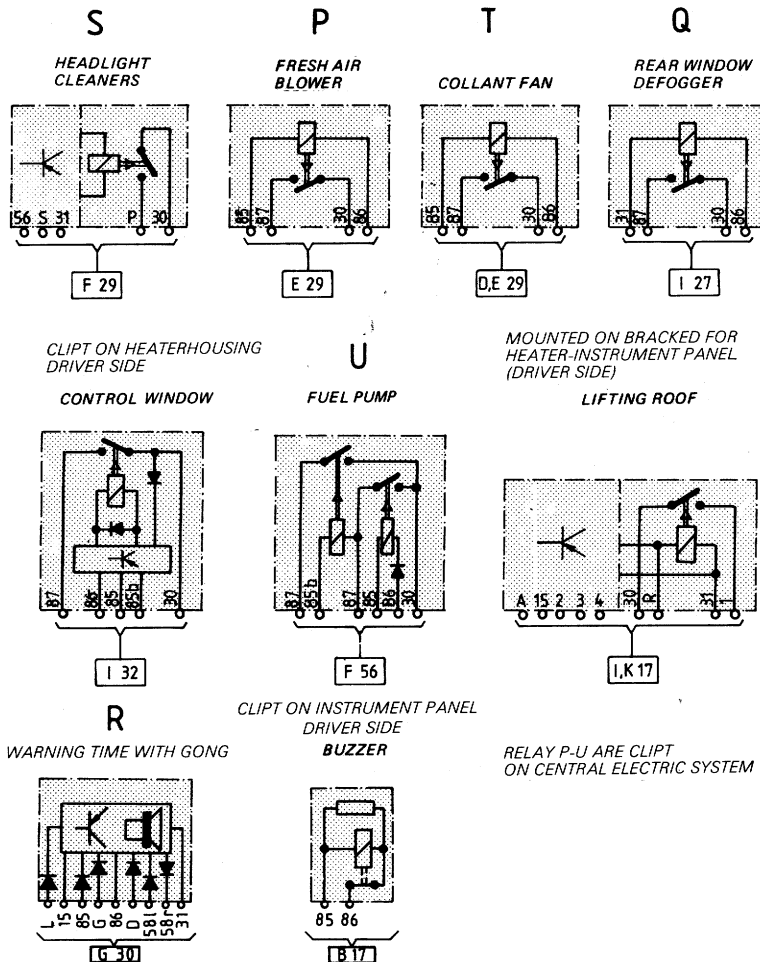 S
P
T
Q
HEADLIGHT
CLEANERS
FRESH AIR
BLOWER
COLLANT FAN
REAR WINDOW
DEFOGGER
56 S 31 P 30
85 87 30 86
85 87 30 86
31 87 30 86
F 29
E 29
D,E 29
I 27
CLIPT ON HEATERHOUSING
DRIVER SIDE
CONTROL WINDOW
U
FUEL PUMP
MOUNTED ON BRACKED FOR
HEATER-INSTRUMENT PANEL
(DRIVER SIDE)
LIFTING ROOF
87 86 85 85b 30
87 85b 87 85 86 30
A 15 2 3 4 30 R 31 1
I 32
F 56
I,K 17
R
WARNING TIME WITH GONG
CLIPT ON INSTRUMENT PANEL
DRIVER SIDE
BUZZER
RELAY P-U ARE CLIPT
ON CENTRAL ELECTRIC SYSTEM
L 15 85 G 86 D 58l 58r 31
85 86
G 30
B 17